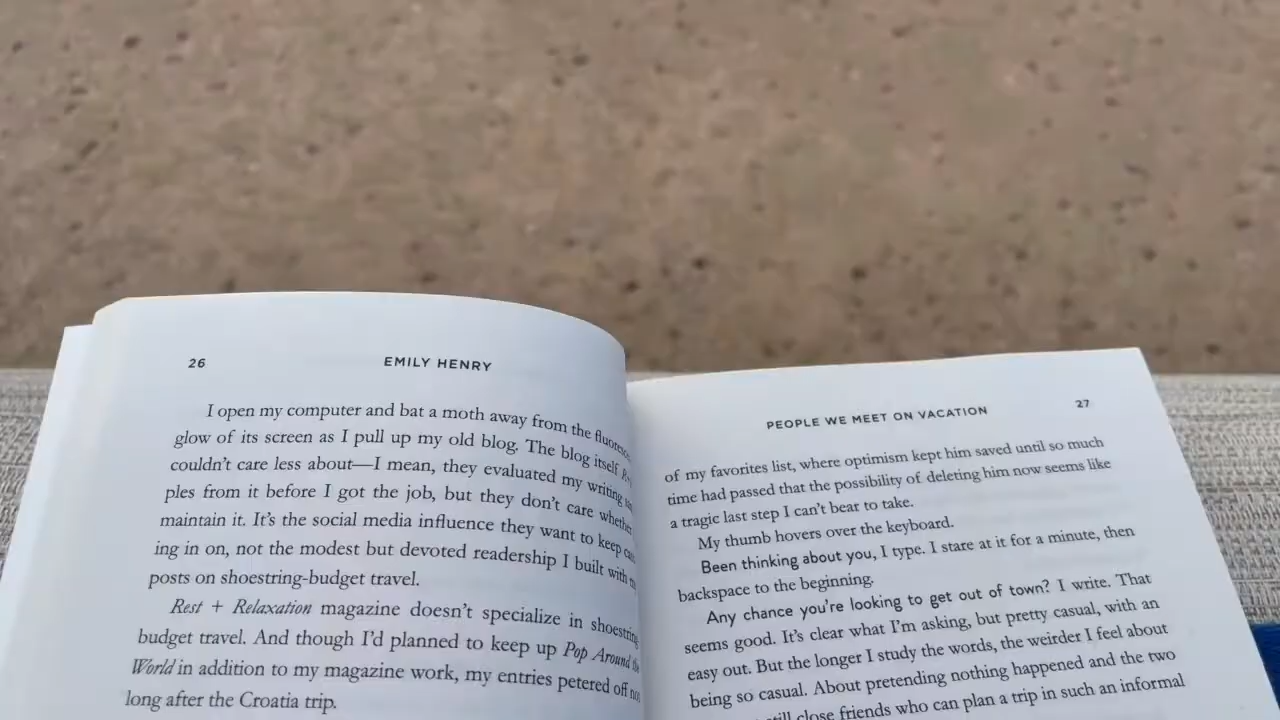 26
EMILY HENRY
I open my computer and bat a moth away from the
glow of its screen as I pull up my old blog. The blog itself
couldn't care less about—I mean, they evaluated my writing
ples from it before I got the job, but they don't care whether
maintain it. It's the social media influence they want to keep
ing in on, not the modest but devoted readership I built with
posts on shoestring-budget travel.
Rest + Relaxation magazine doesn't specialize in shoestring
budget travel. And though I'd planned to keep up Pop Around the
World in addition to my magazine work, my entries petered off not
long after the Croatia trip.
PEOPLE WE MEET ON VACATION
27
of my favorites list, where optimism kept him saved until so much
time had passed that the possibility of deleting him now seems like
a tragic last step I can't bear to take.
My thumb hovers over the keyboard.
Been thinking about you, I type. I stare at it for a minute, then
backspace to the beginning.
Any chance you're looking to get out of town? I write. That
seems good. It's clear what I'm asking, but pretty casual, with an
easy out. But the longer I study the words, the weirder I feel about
being so casual. About pretending nothing happened and the two
still close friends who can plan a trip in such an informal